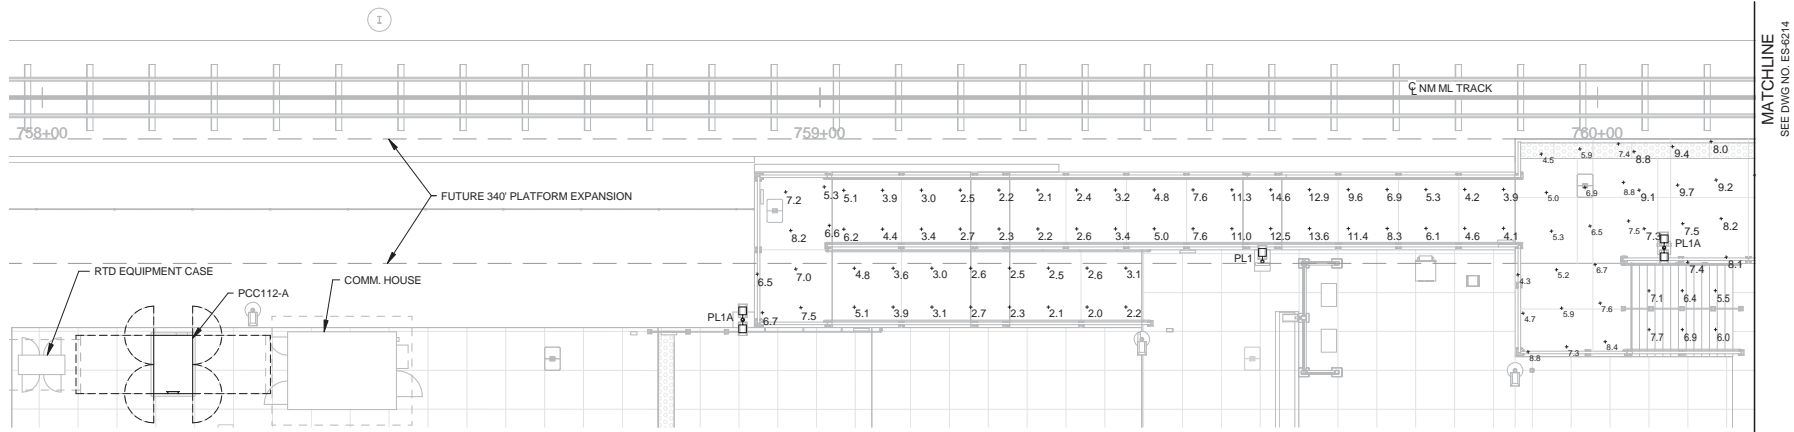 I
MATCHLINE
SEE DWG NO. ES-6214
℄ NM ML TRACK
758+00
759+00
760+00
4.5 5.9 7.4 8.8 9.4 8.0
FUTURE 340' PLATFORM EXPANSION
7.2 5.3 5.1 3.9 3.0 2.5 2.2 2.1 2.4 3.2 4.8 7.6 11.3 14.6 12.9 9.6 6.9 5.3 4.2 3.9 5.0 6.9 8.8 9.1 9.7 9.2
8.2 6.6 6.2 4.4 3.4 2.7 2.3 2.2 2.6 3.4 5.0 7.6 11.0 12.5 13.6 11.4 8.3 6.1 4.6 4.1 5.3 6.5 7.5 7.3 7.5 8.2
PL1A
PL1
RTD EQUIPMENT CASE
COMM. HOUSE
PCC112-A
6.5 7.0 4.8 3.6 3.0 2.6 2.5 2.5 2.6 3.1 4.3 5.2 6.7 7.4 8.1
7.1 6.4 5.5
PL1A
6.7 7.5 5.1 3.9 3.1 2.7 2.3 2.1 2.0 2.2 4.7 5.9 7.6
7.7 6.9 6.0
8.8 7.3 8.4